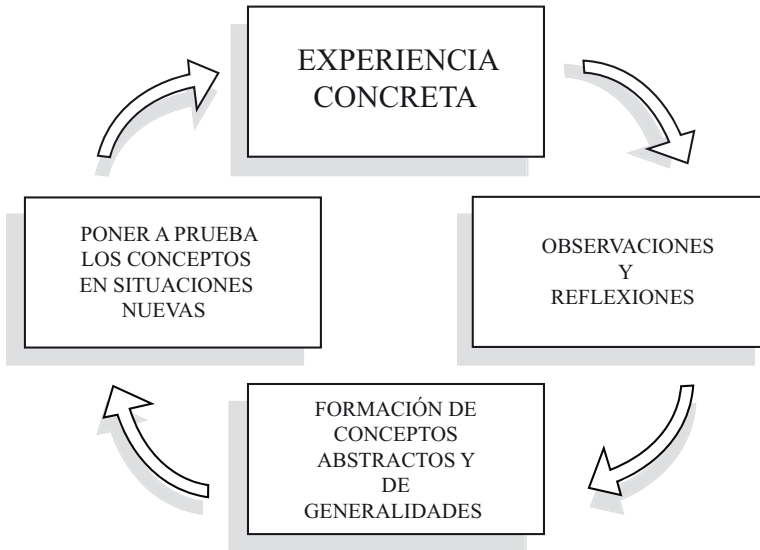 EXPERIENCIA
CONCRETA
OBSERVACIONES
Y
REFLEXIONES
FORMACIÓN DE
CONCEPTOS
ABSTRACTOS Y
DE
GENERALIDADES
PONER A PRUEBA
LOS CONCEPTOS
EN SITUACIONES
NUEVAS